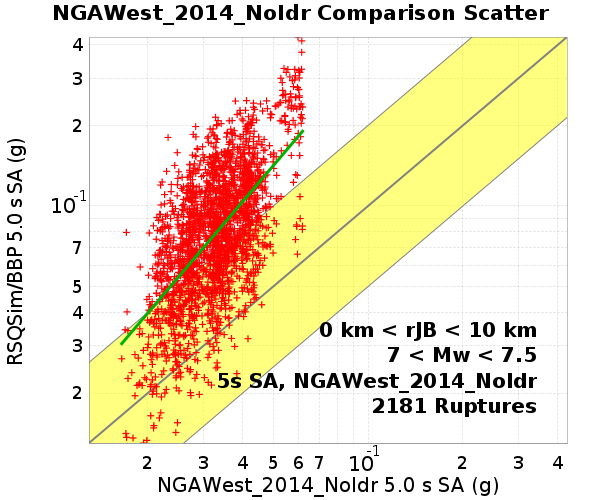 NGAWest_2014_NoIdr Comparison Scatter
RSQSim/BBP 5.0 s SA (g)
4
3
2
10-1
7
5
4
3
2
0 km < rJB < 10 km
7 < Mw < 7.5
5s SA, NGAWest_2014_NoIdr
2181 Ruptures
2 3 4 5 6 7 10-1 2 3 4
NGAWest_2014_NoIdr 5.0 s SA (g)